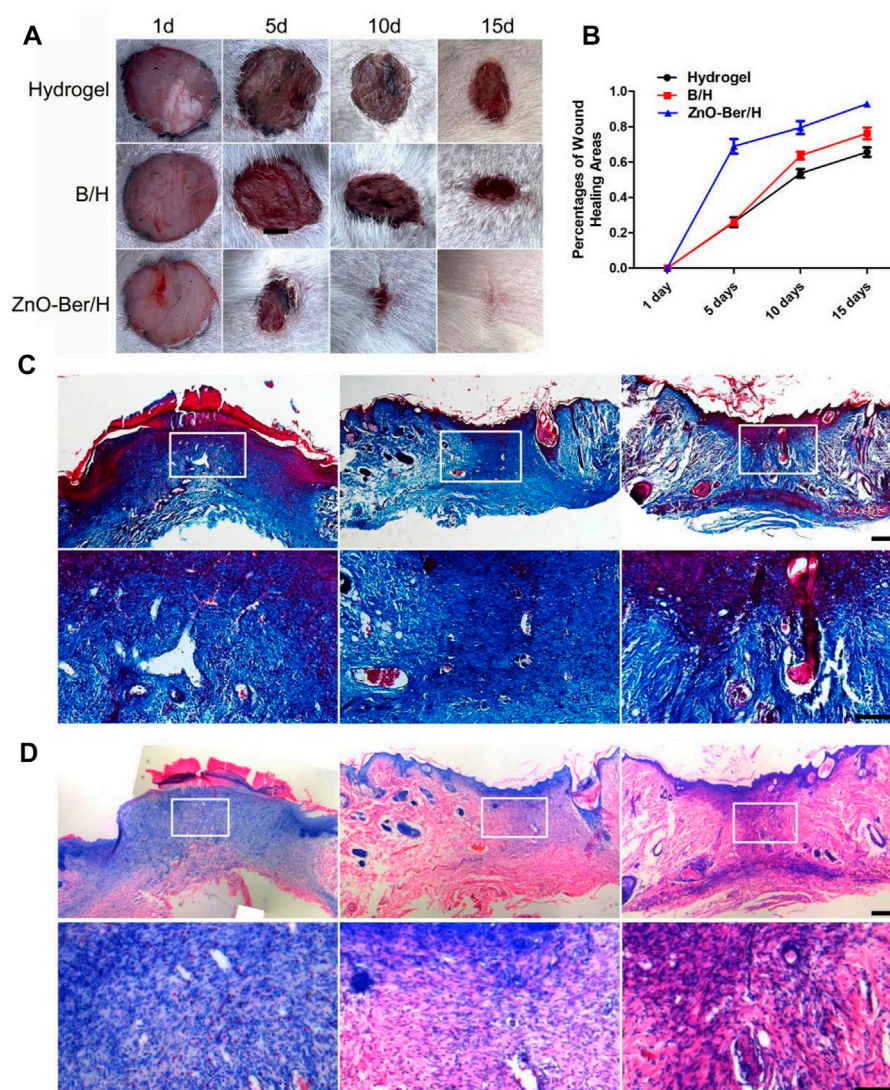 A
1d 5d 10d 15d
Hydrogel
B/H
ZnO-Ber/H
B
Percentages of Wound
Healing Areas
1.0
0.8
0.6
0.4
0.2
0.0
Hydrogel
B/H
ZnO-Ber/H
1 day 5 days 10 days 15 days
C
D